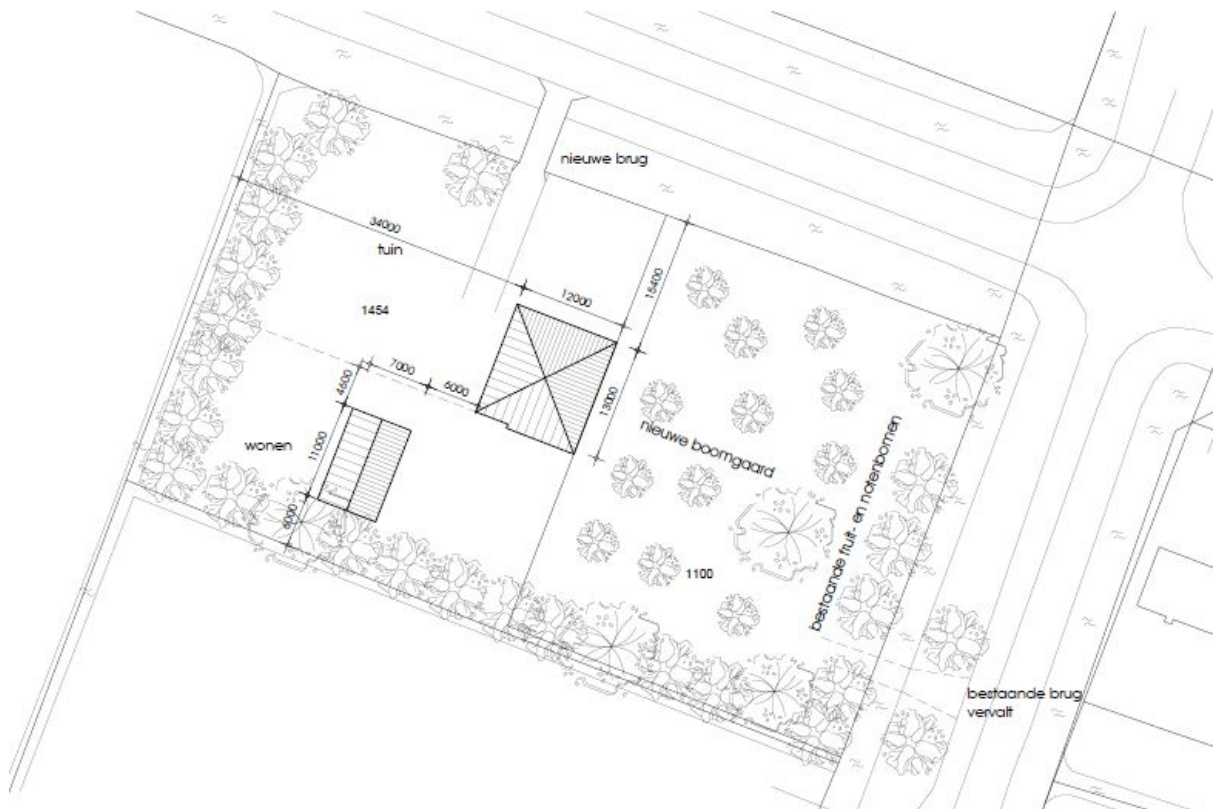 nieuwe brug
34000
tuin
15400
12000
1454
7000
6000
4600
13000
nieuwe boomgaard
bestaande fruit- en notenbomen
wonen
11000
6000
1100
bestaande brug
vervalt